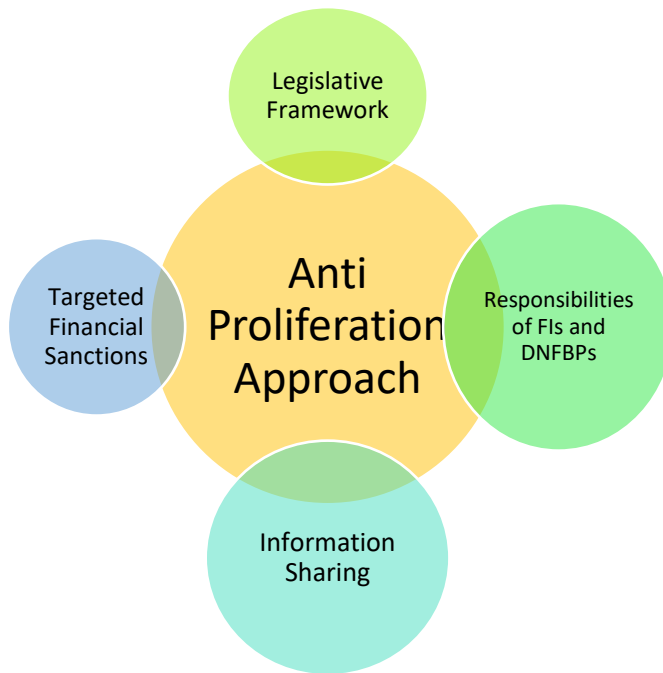 Legislative
Framework
Anti
Proliferation
Approach
Targeted
Financial
Sanctions
Responsibilities
of FIs and
DNFBPs
Information
Sharing